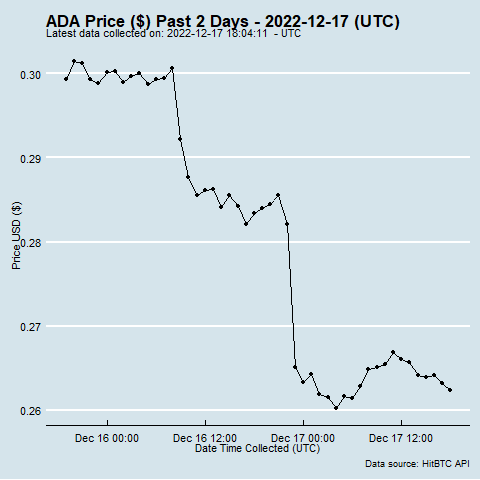 ADA Price ($) Past 2 Days - 2022-12-17 (UTC)
Latest data collected on: 2022-12-17 18:04:11 - UTC
0.30
0.29
0.28
0.27
0.26
Price USD ($)
Dec 16 00:00 Dec 16 12:00 Dec 17 00:00 Dec 17 12:00
Date Time Collected (UTC)
Data source: HitBTC API